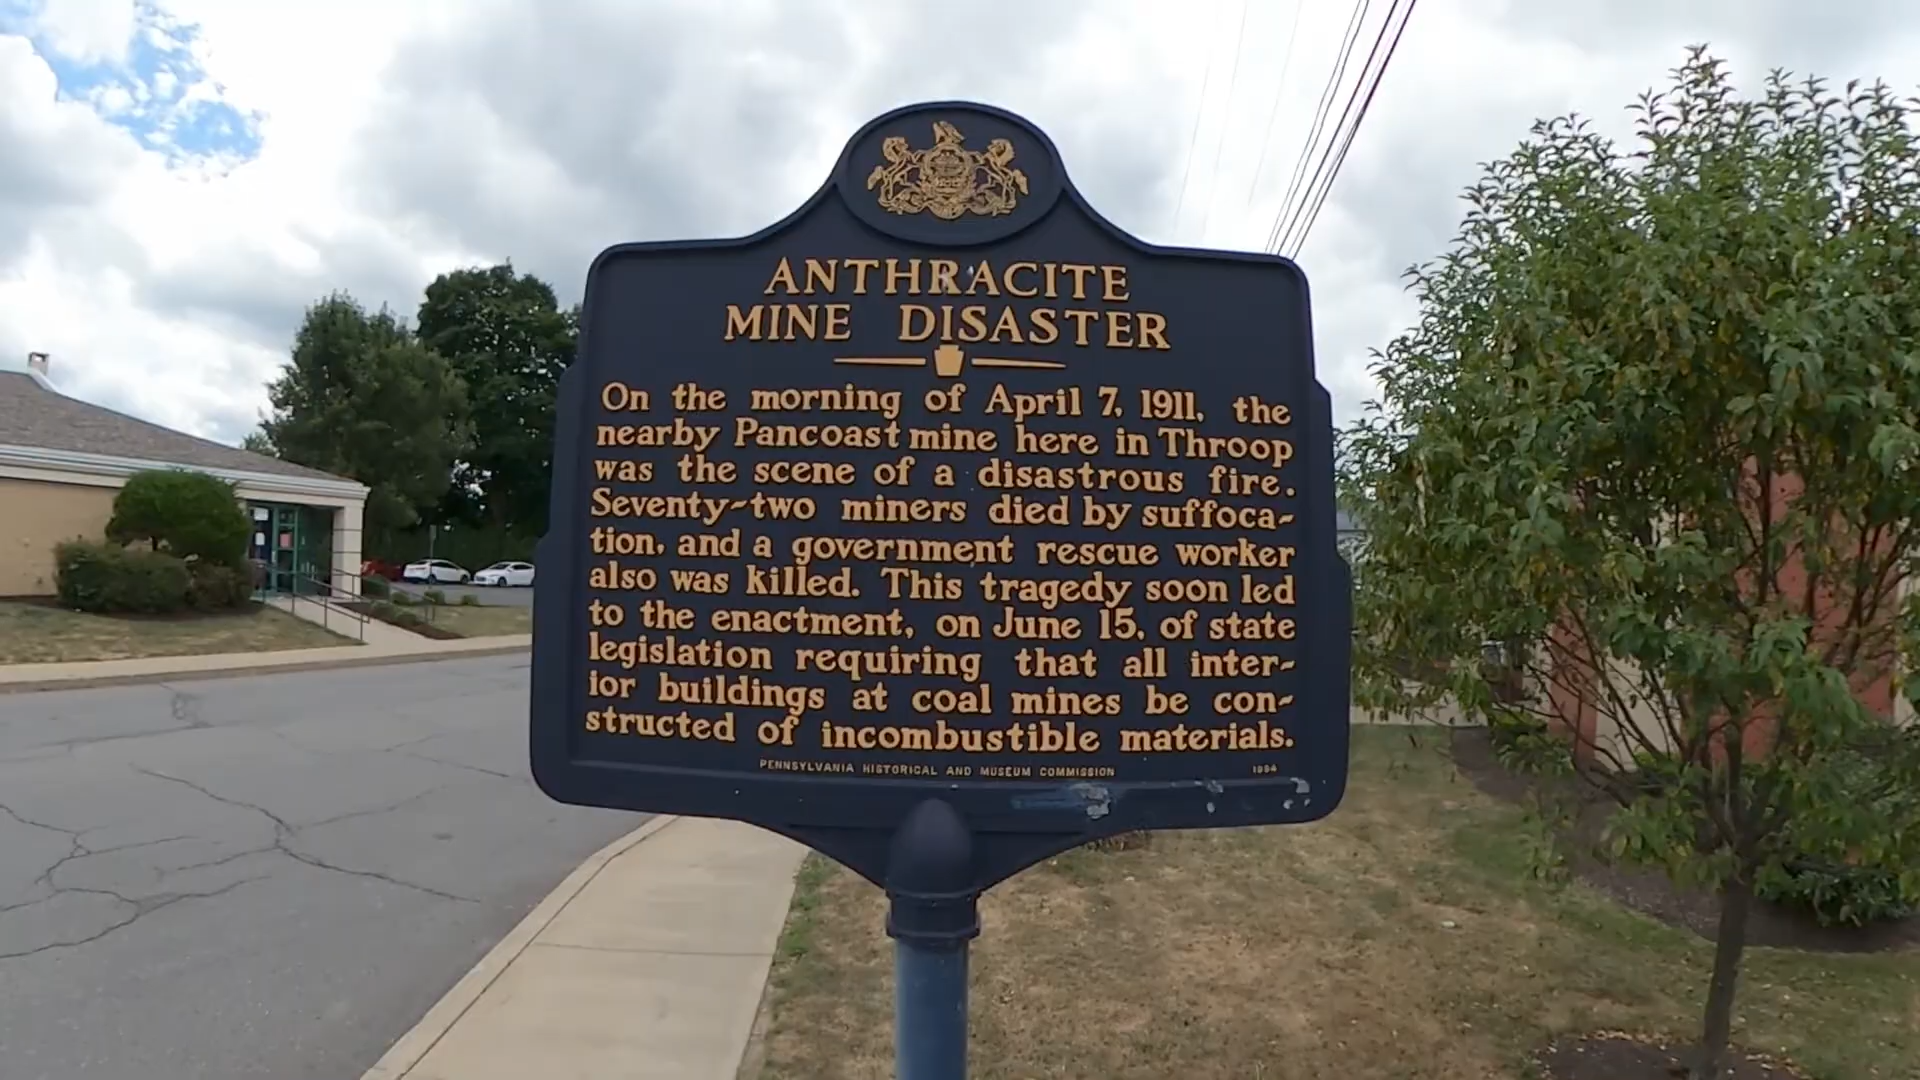 ANTHRACITE
MINE DISASTER
On the morning of April 7, 1911, the
nearby Pancoast mine here in Throop
was the scene of a disastrous fire.
Seventy-two miners died by suffoca-
tion, and a government rescue worker
also was killed. This tragedy soon led
to the enactment, on June 15, of state
legislation requiring that all inter-
ior buildings at coal mines be con-
structed of incombustible materials.
PENNSYLVANIA HISTORICAL AND MUSEUM COMMISSION 1994